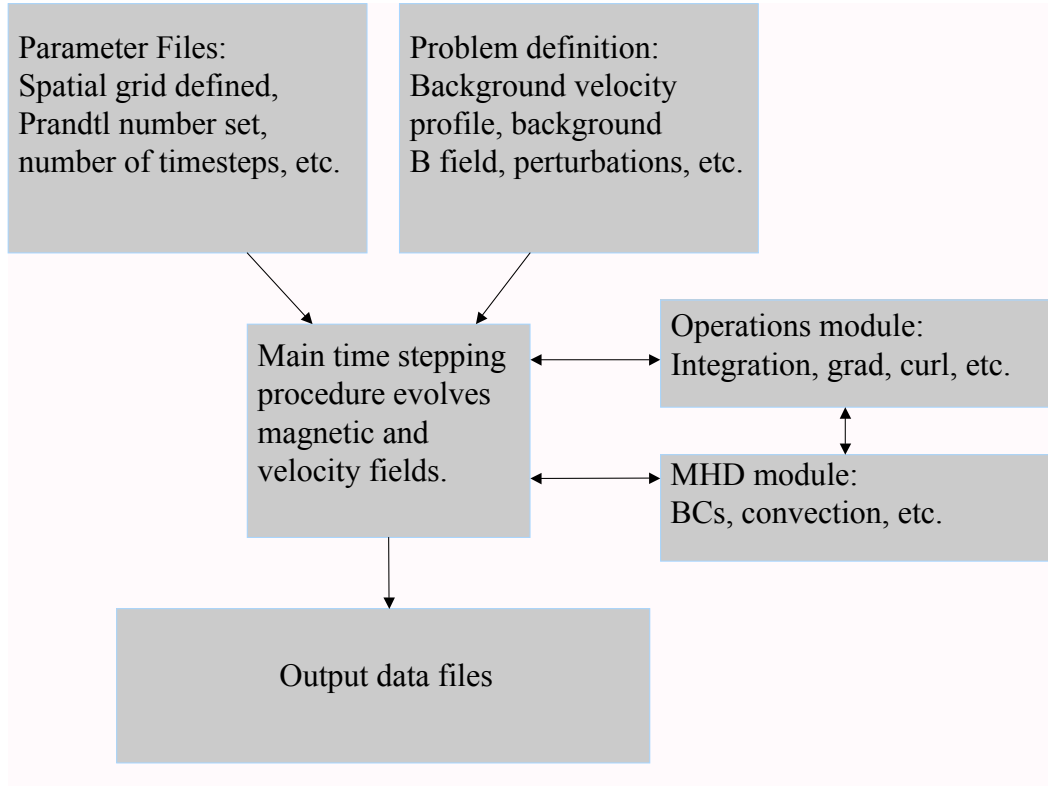 Parameter Files:
Spatial grid defined,
Prandtl number set,
number of timesteps, etc.
Problem definition:
Background velocity
profile, background
B field, perturbations, etc.
Main time stepping
procedure evolves
magnetic and
velocity fields.
Operations module:
Integration, grad, curl, etc.
MHD module:
BCs, convection, etc.
Output data files